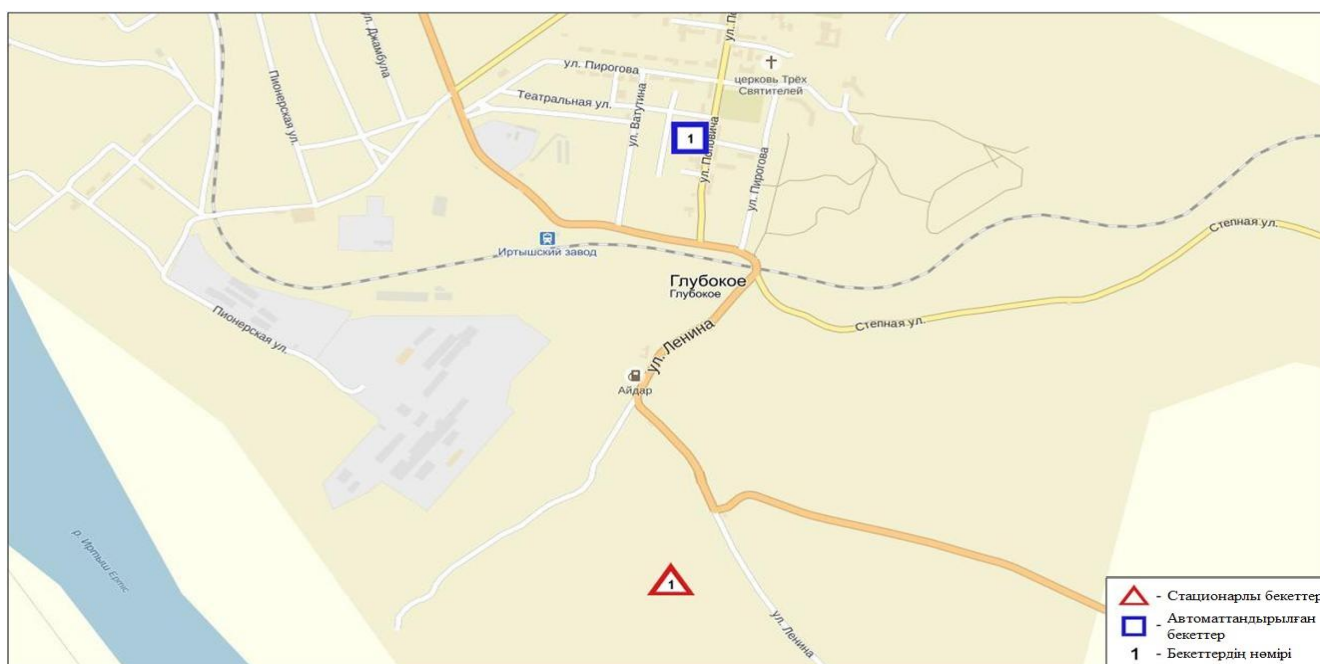 ул. Джамбула
Пионерская ул.
ул. Пирогова
Театральная ул.
ул. Ватутина
1
ул. Поповича
церковь Трёх
Святителей
ул. Пирогова
Иртышский завод
Степная ул.
Глубокое
Глубокое
Степная ул.
Пионерская ул.
ул. Ленина
Айдар
р. Иртыш Ертіс
1
ул. Ленина
- Стационарлы бекеттер
- Автоматтандырылған
бекеттер
1 - Бекеттердің нөмірі